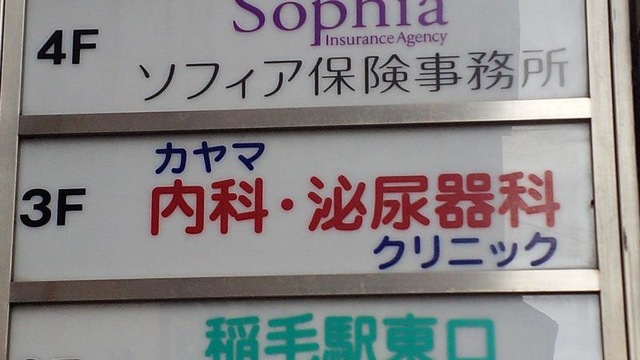 Sophia
Insurance Agency
4F
ソフィア保険事務所
カヤマ
3F
内科・泌尿器科
クリニック
稲毛駅東口